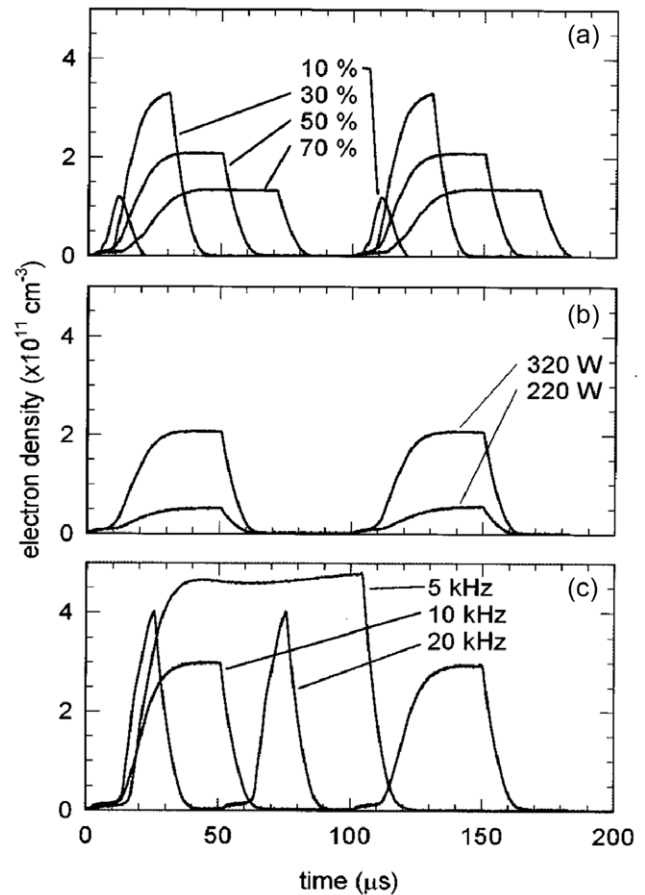 (a)
4
10 %
30 %
50 %
2
70 %
0
(b)
4
320 W
220 W
2
0
(c)
5 kHz
4
10 kHz
20 kHz
2
0
0 50 100 150 200
time (μs)
electron density (x10¹¹ cm⁻³)